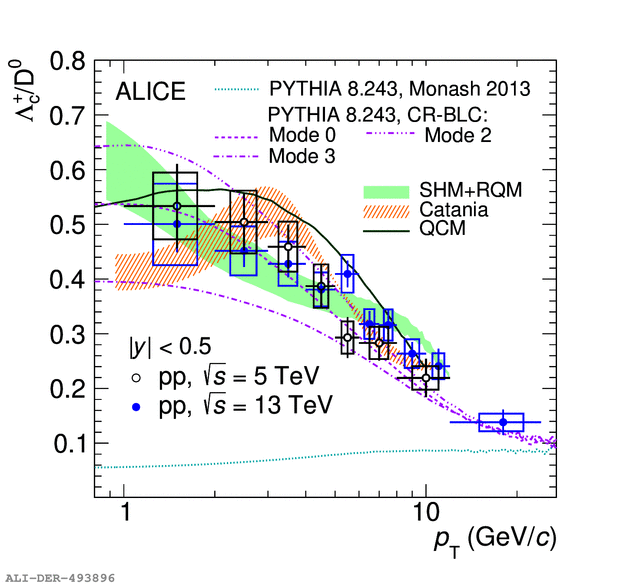 Λc+/D0
0.8
0.7
0.6
0.5
0.4
0.3
0.2
0.1
ALICE
PYTHIA 8.243, Monash 2013
PYTHIA 8.243, CR-BLC:
Mode 0
Mode 2
Mode 3
SHM+RQM
Catania
QCM
|y| < 0.5
pp, √s = 5 TeV
pp, √s = 13 TeV
1
10
pT (GeV/c)
ALI-DER-493896